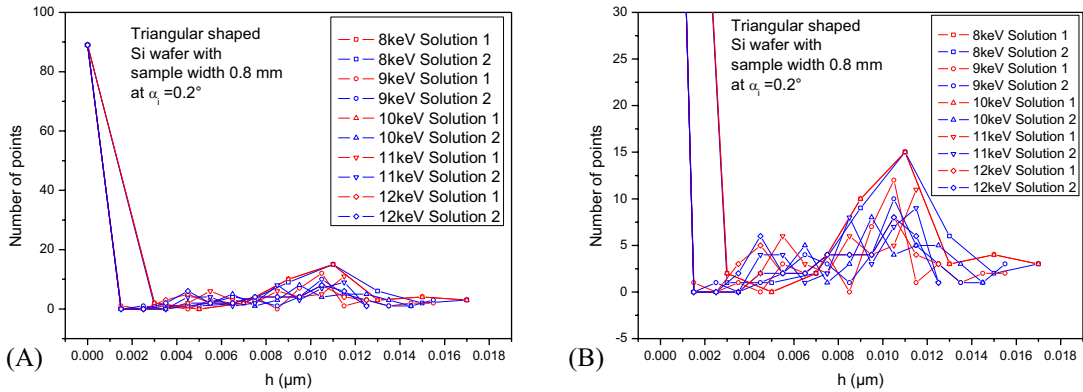 100
80
60
40
20
0
Number of points
Triangular shaped
Si wafer with
sample width 0.8 mm
at αi =0.2°
8keV Solution 1
8keV Solution 2
9keV Solution 1
9keV Solution 2
10keV Solution 1
10keV Solution 2
11keV Solution 1
11keV Solution 2
12keV Solution 1
12keV Solution 2
0.000 0.002 0.004 0.006 0.008 0.010 0.012 0.014 0.016 0.018
h (µm)
(A)
30
25
20
15
10
5
0
-5
Number of points
Triangular shaped
Si wafer with
sample width 0.8 mm
at αi =0.2°
8keV Solution 1
8keV Solution 2
9keV Solution 1
9keV Solution 2
10keV Solution 1
10keV Solution 2
11keV Solution 1
11keV Solution 2
12keV Solution 1
12keV Solution 2
0.000 0.002 0.004 0.006 0.008 0.010 0.012 0.014 0.016 0.018
h (µm)
(B)